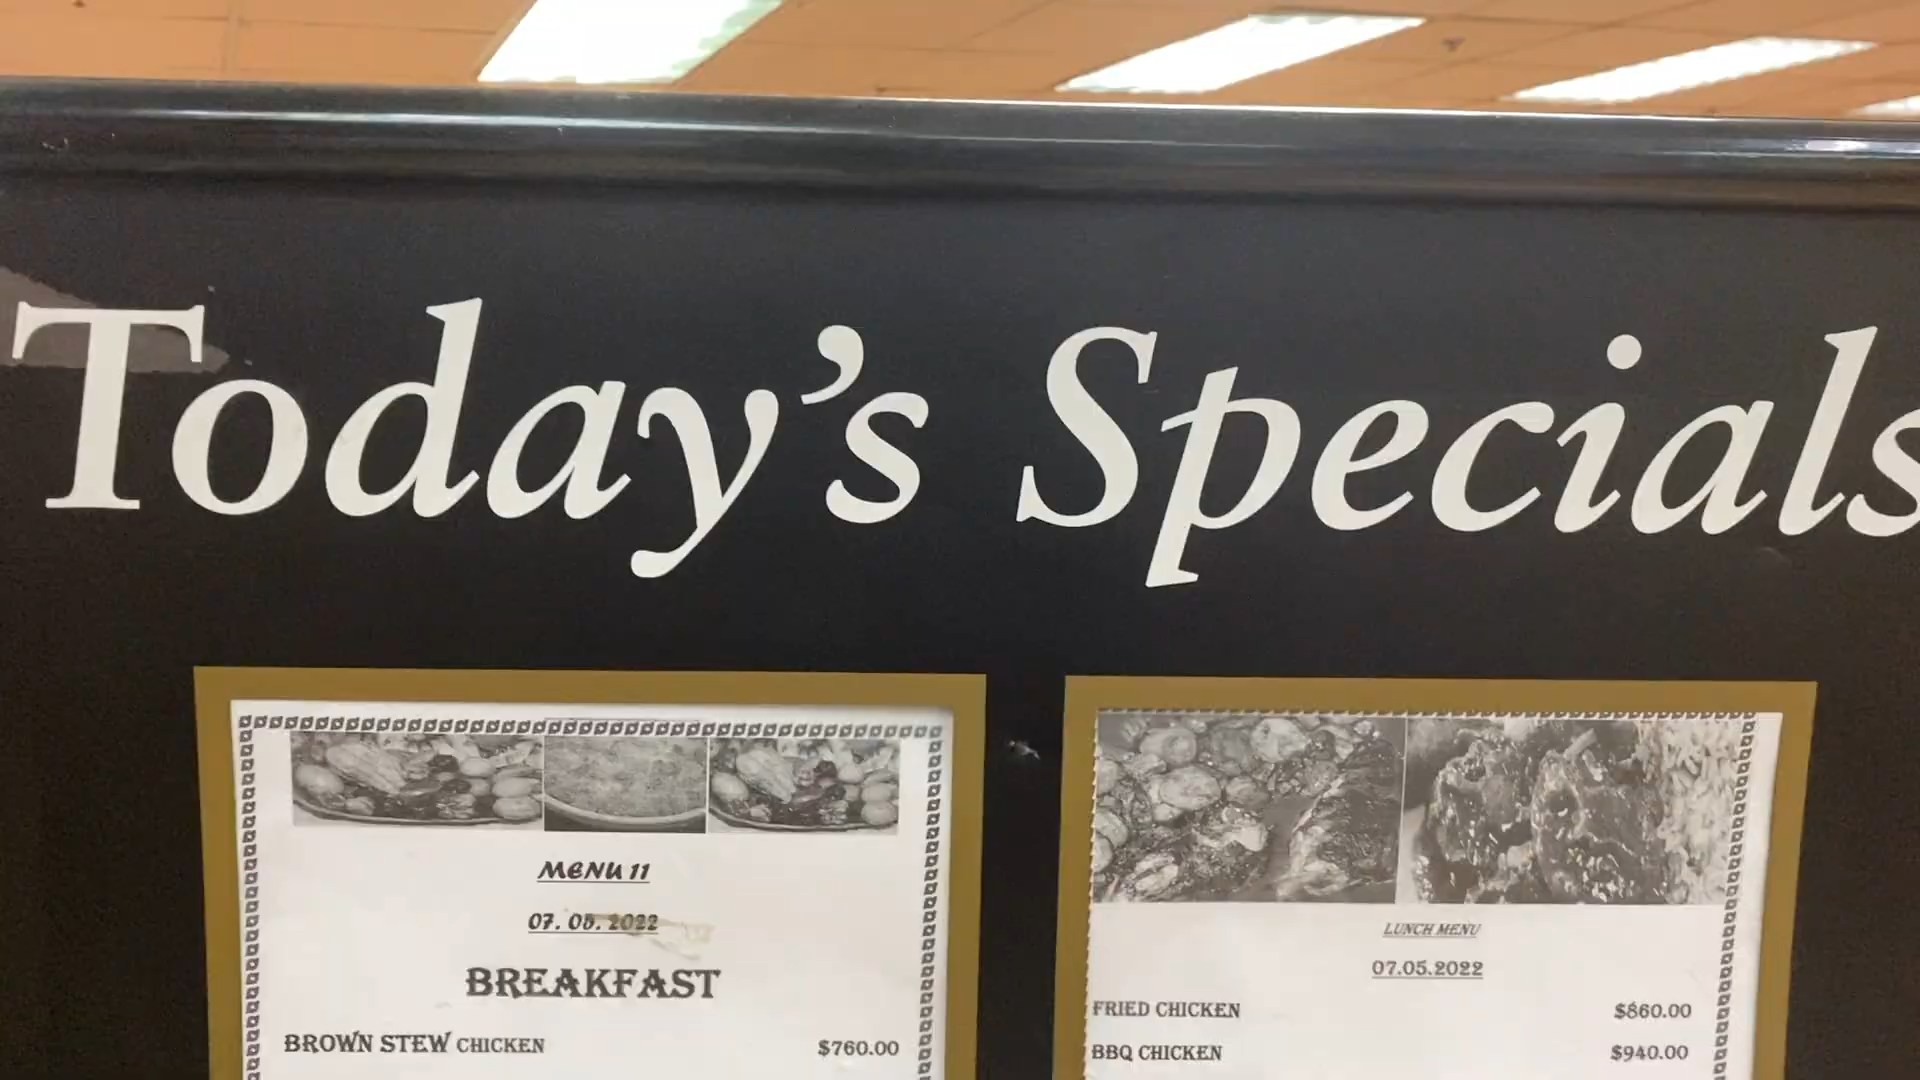 Today's Specials
MENU 11
07. 05. 2022
BREAKFAST
BROWN STEW CHICKEN $760.00
LUNCH MENU
07.05.2022
FRIED CHICKEN $860.00
BBQ CHICKEN $940.00